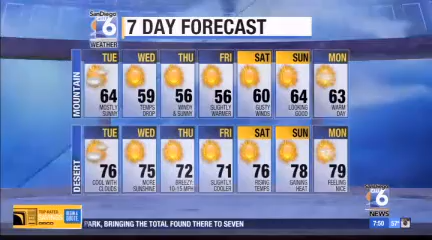 SanDiego
6
WEATHER
7 DAY FORECAST
MOUNTAIN
TUE WED THU FRI SAT SUN MON
64 59 56 56 60 64 63
MOSTLY SUNNY TEMPS DROP WINDY & SUNNY SLIGHTLY WARMER GUSTY WINDS LOOKING GOOD WARM DAY
DESERT
TUE WED THU FRI SAT SUN MON
76 75 72 71 76 78 79
COOL WITH CLOUDS MORE SUNSHINE BREEZY 10-15 MPH SLIGHTLY COOLER RISING TEMPS GAINING HEAT FEELING NICE
6
NEWS
PARK, BRINGING THE TOTAL FOUND THERE TO SEVEN
7:58 57°